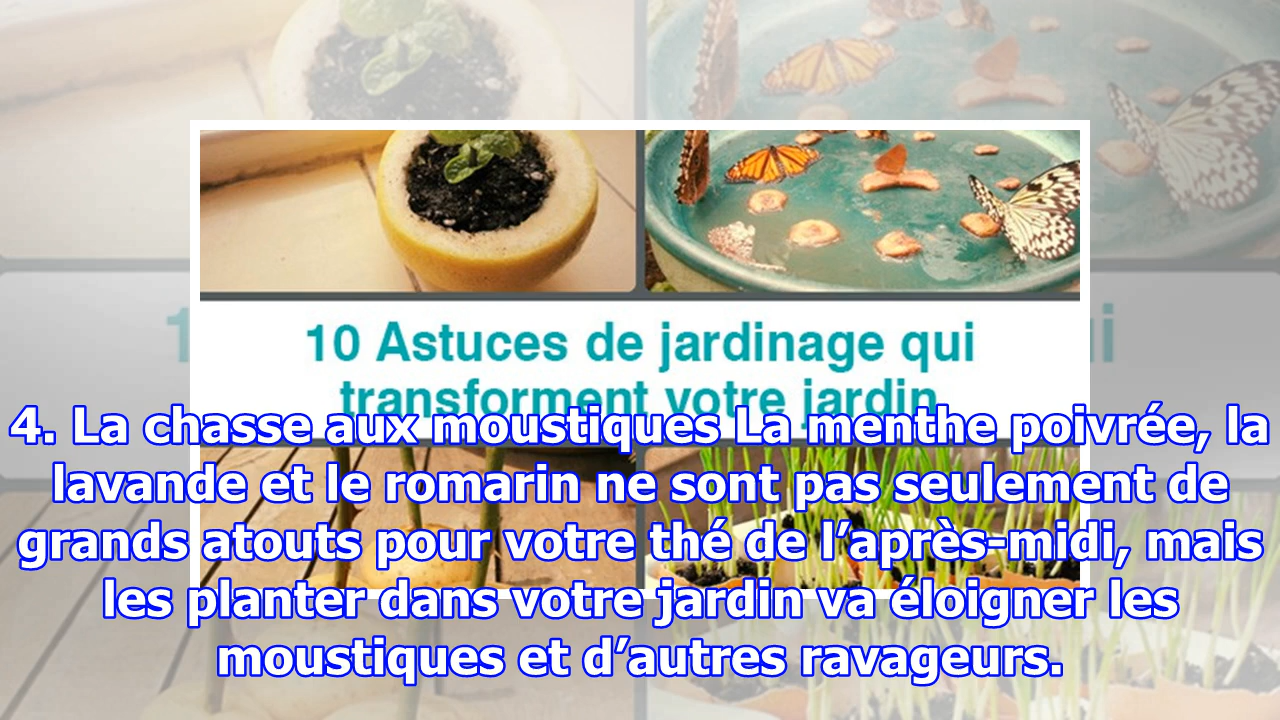 10 Astuces de jardinage qui
transforment votre jardin
4. La chasse aux moustiques La menthe poivrée, la
lavande et le romarin ne sont pas seulement de
grands atouts pour votre thé de l’après-midi, mais
les planter dans votre jardin va éloigner les
moustiques et d’autres ravageurs.